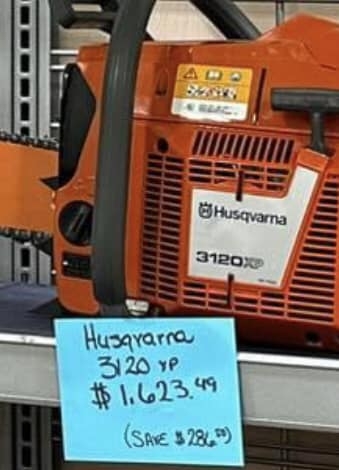 Husqvarna
3120XP
Husqvarna
3120 XP
$1,623.49
(SAVE $286.50)